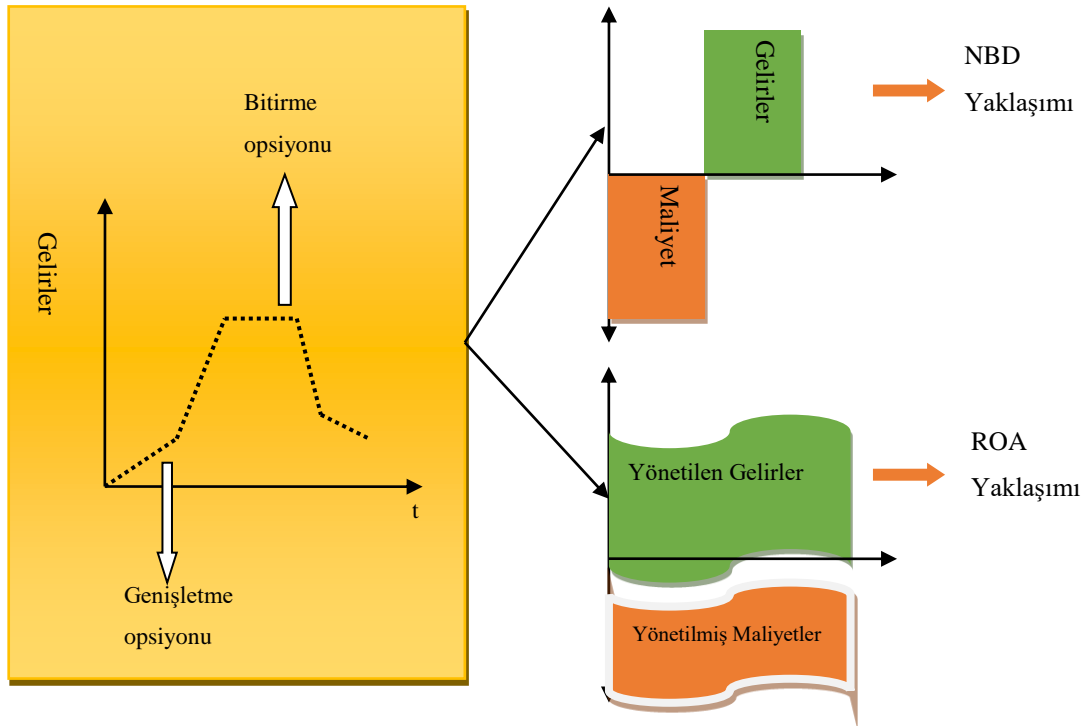 Bitirme
opsiyonu
Gelirler
t
Genişletme
opsiyonu
Gelirler
Maliyet
NBD
Yaklaşımı
Yönetilen Gelirler
Yönetilmiş Maliyetler
ROA
Yaklaşımı